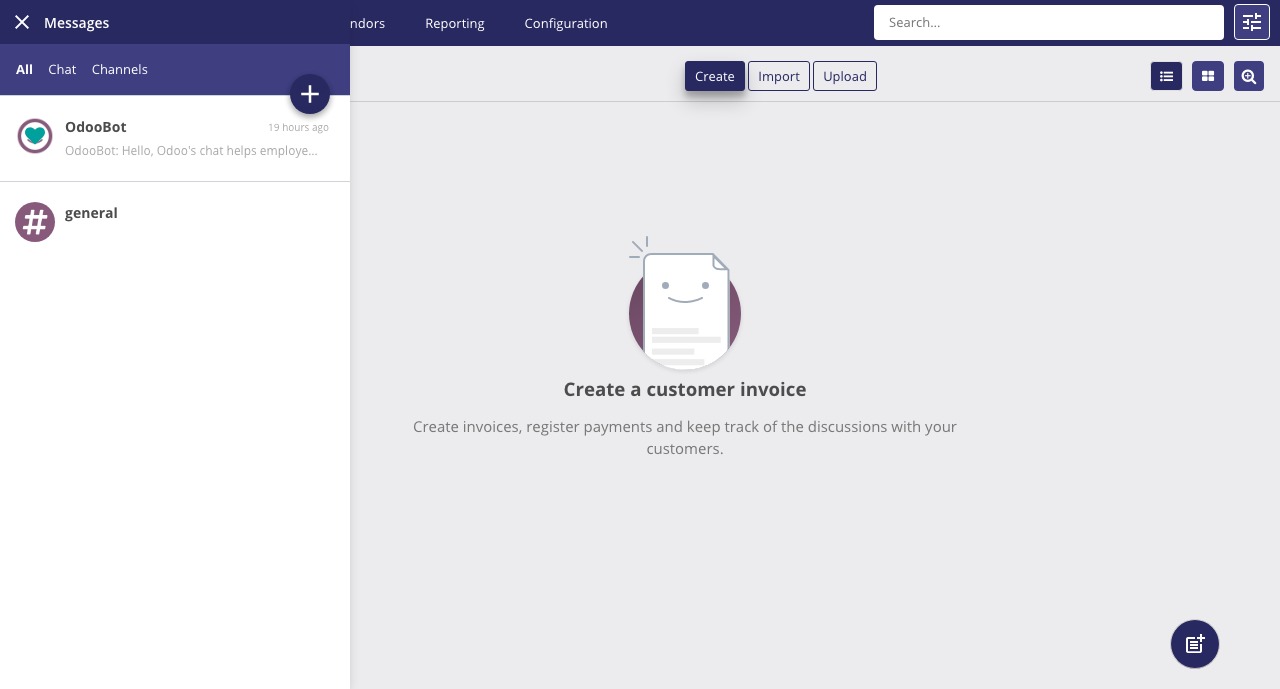 Messages
ndors
Reporting
Configuration
Search...
All
Chat
Channels
Create
Import
Upload
OdooBot
19 hours ago
OdooBot: Hello, Odoo's chat helps employe...
general
Create a customer invoice
Create invoices, register payments and keep track of the discussions with your
customers.